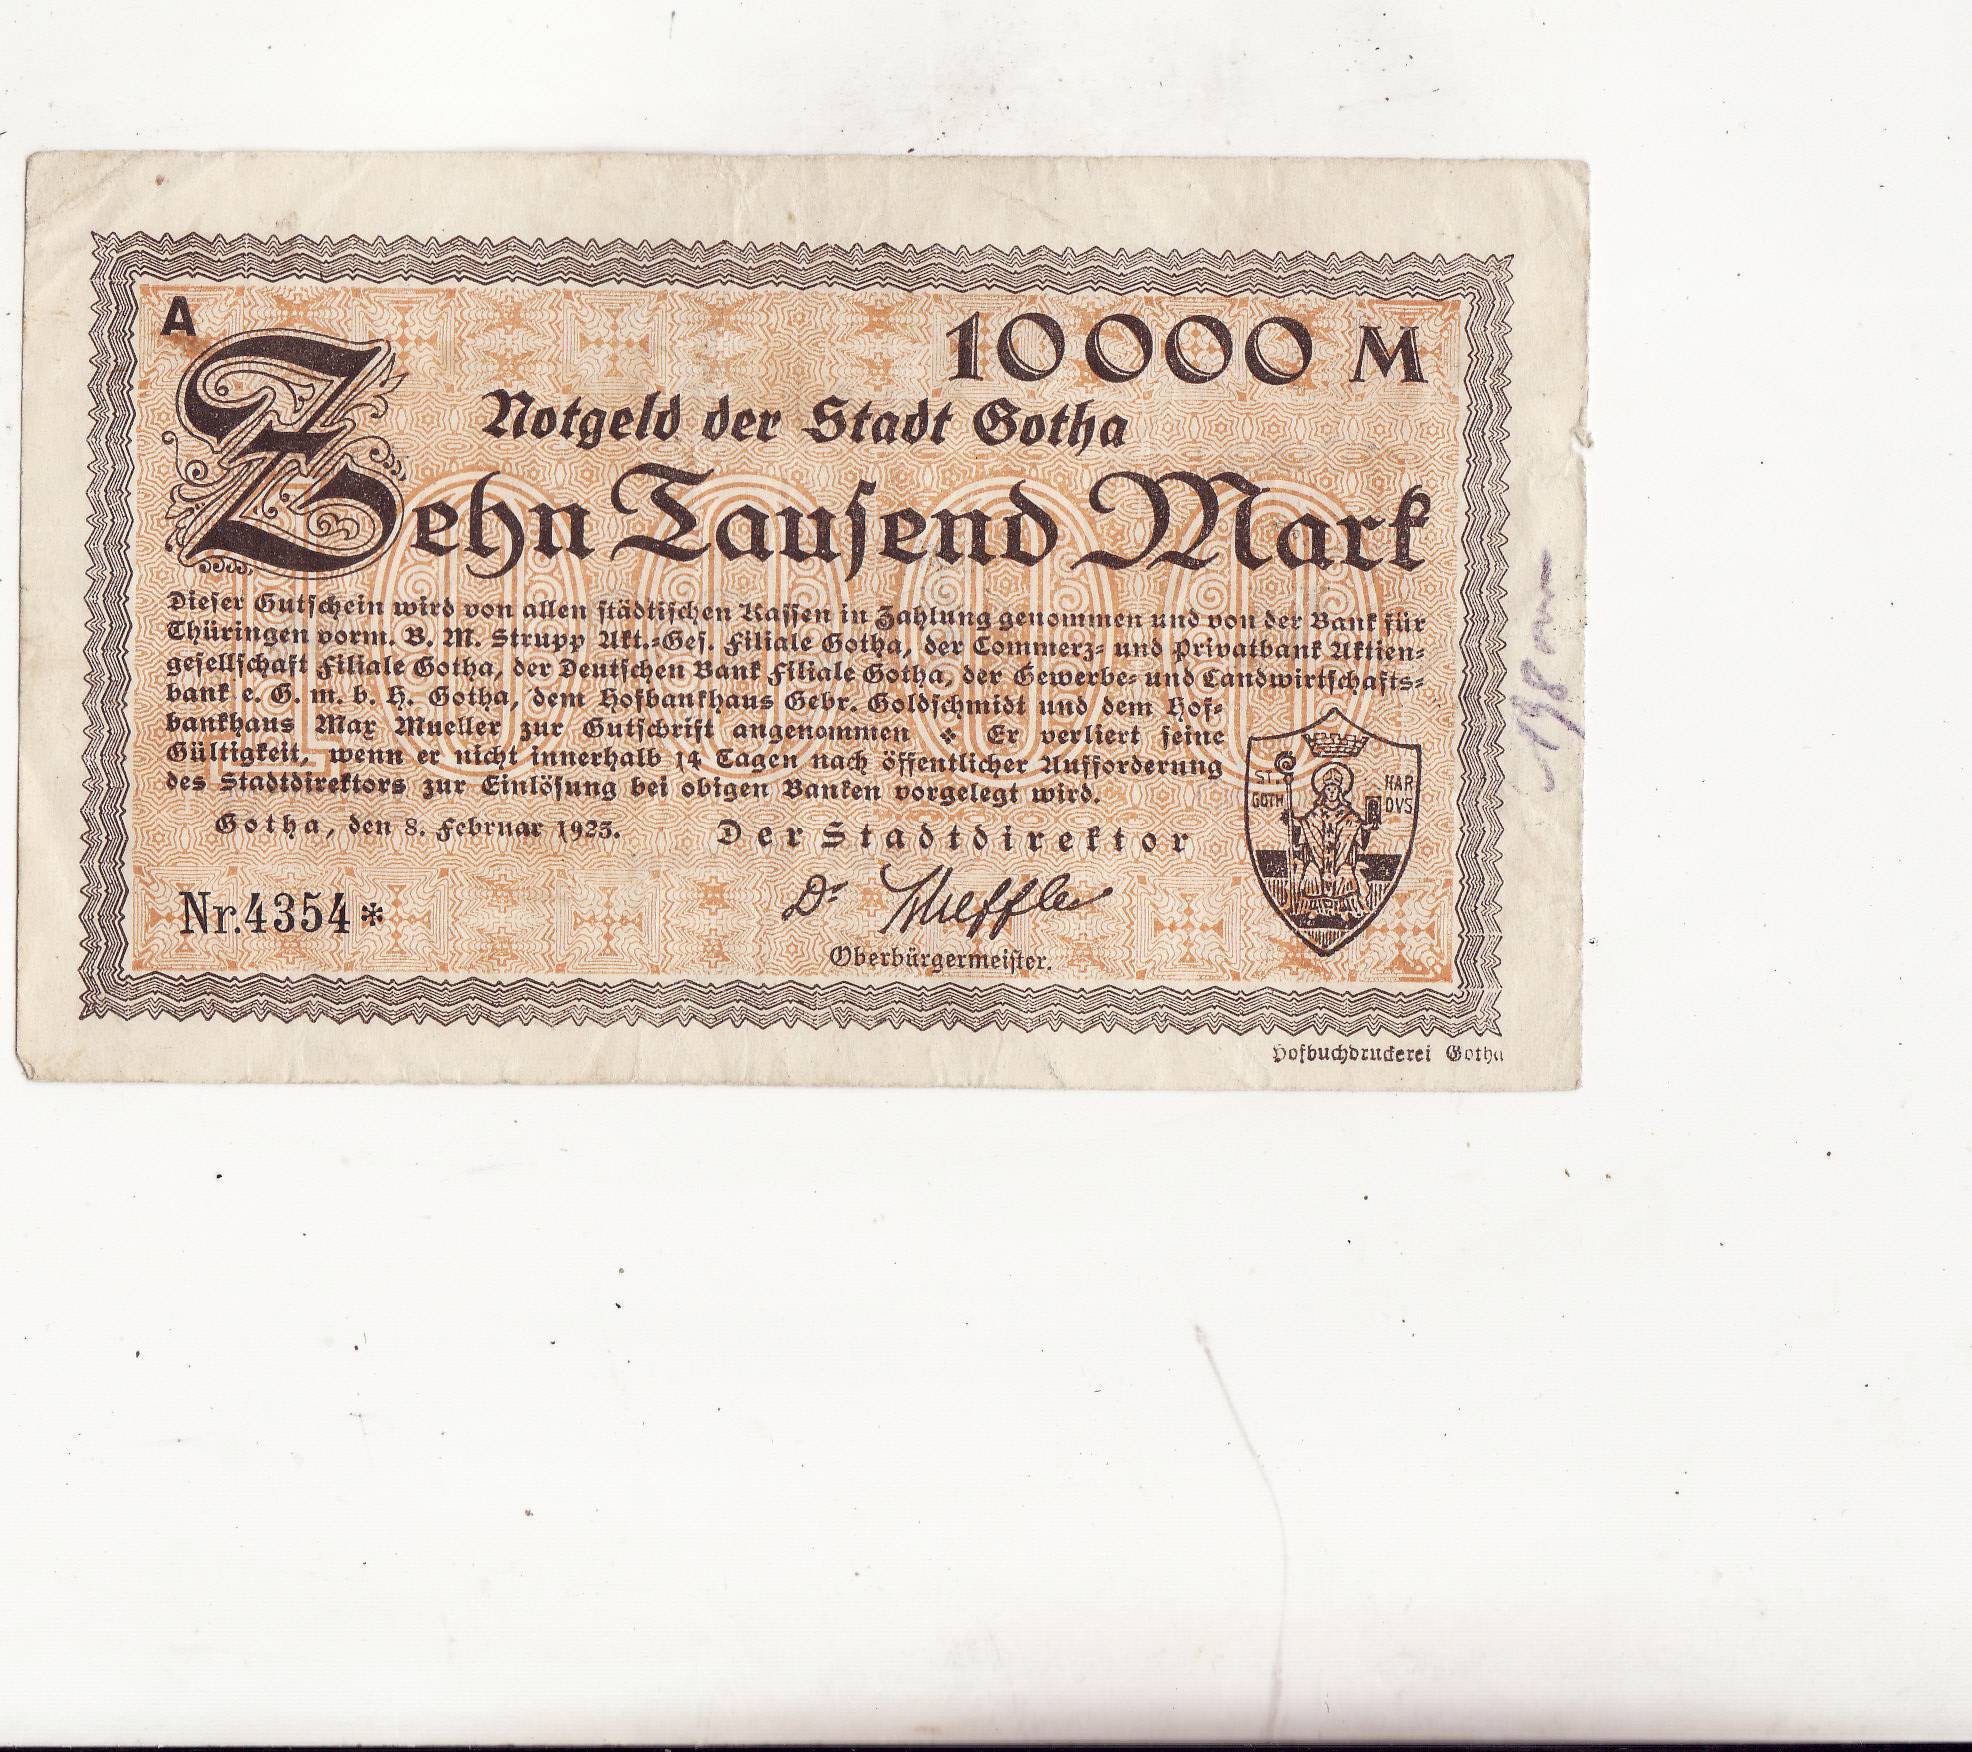 A
10000 M
Notgeld der Stadt Gotha
Zehn Tausend Mark
Dieser Gutschein wird von allen städtischen Kassen in Zahlung genommen und von der Bank für
Thüringen vorm. B. M. Strupp Akt.=Ges. Filiale Gotha, der Commerz= und Privatbank Aktien=
gesellschaft Filiale Gotha, der Deutschen Bank Filiale Gotha, der Gewerbe= und Landwirtschafts=
bank e. G. m. b. H. Gotha, dem Hofbankhaus Gebr. Goldschmidt und dem Hof=
bankhaus Max Mueller zur Gutschrift angenommen ❖ Er verliert seine
Gültigkeit, wenn er nicht innerhalb 14 Tagen nach öffentlicher Aufforderung
des Stadtdirektors zur Einlösung bei obigen Banken vorgelegt wird.
Gotha, den 8. Februar 1923.
Der Stadtdirektor
Nr. 4354 *
Dr Scheffler
Oberbürgermeister.
ST HAR
GOTH DVS
Hofbuchdruckerei Gotha